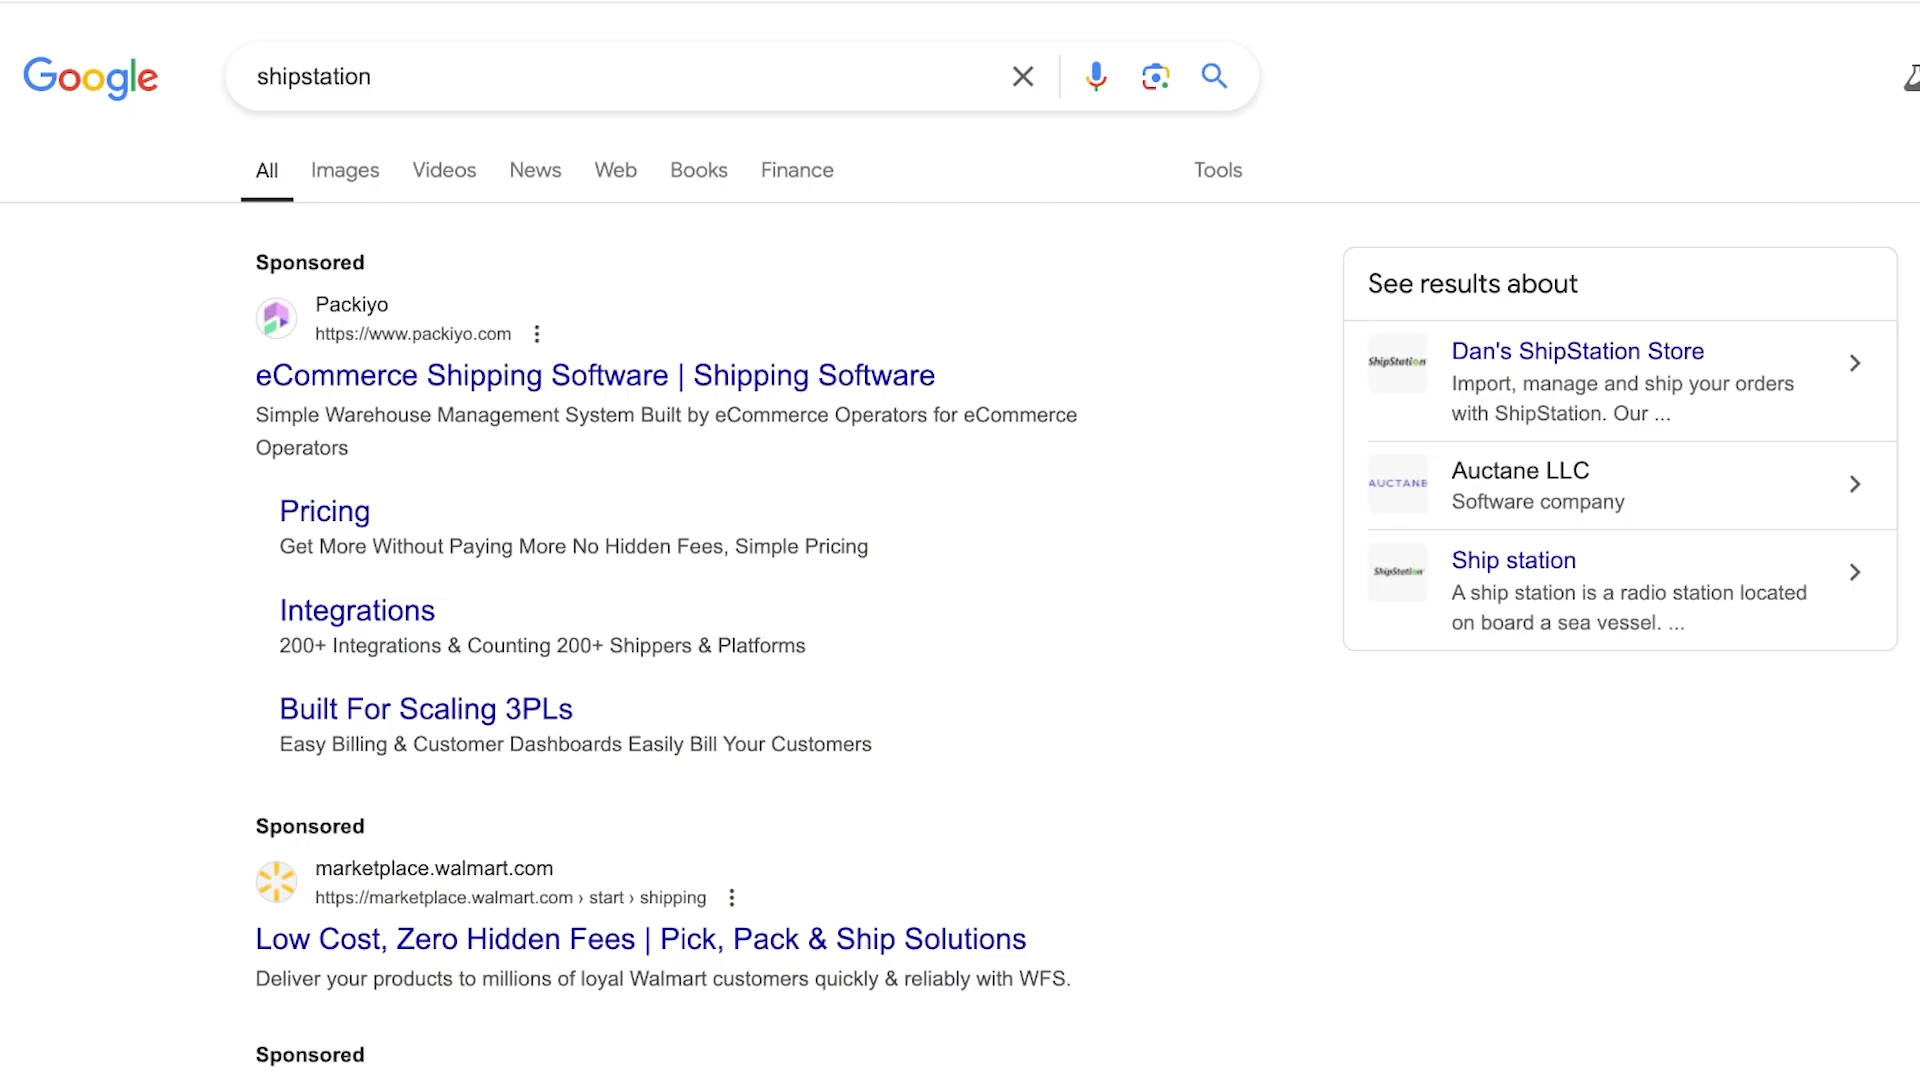 Google
shipstation
All Images Videos News Web Books Finance Tools
Sponsored
Packiyo
https://www.packiyo.com
eCommerce Shipping Software | Shipping Software
Simple Warehouse Management System Built by eCommerce Operators for eCommerce
Operators
Pricing
Get More Without Paying More No Hidden Fees, Simple Pricing
Integrations
200+ Integrations & Counting 200+ Shippers & Platforms
Built For Scaling 3PLs
Easy Billing & Customer Dashboards Easily Bill Your Customers
Sponsored
marketplace.walmart.com
https://marketplace.walmart.com › start › shipping
Low Cost, Zero Hidden Fees | Pick, Pack & Ship Solutions
Deliver your products to millions of loyal Walmart customers quickly & reliably with WFS.
Sponsored
See results about
ShipStation
Dan's ShipStation Store
Import, manage and ship your orders
with ShipStation. Our ...
AUCTANE
Auctane LLC
Software company
ShipStation
Ship station
A ship station is a radio station located
on board a sea vessel. ...